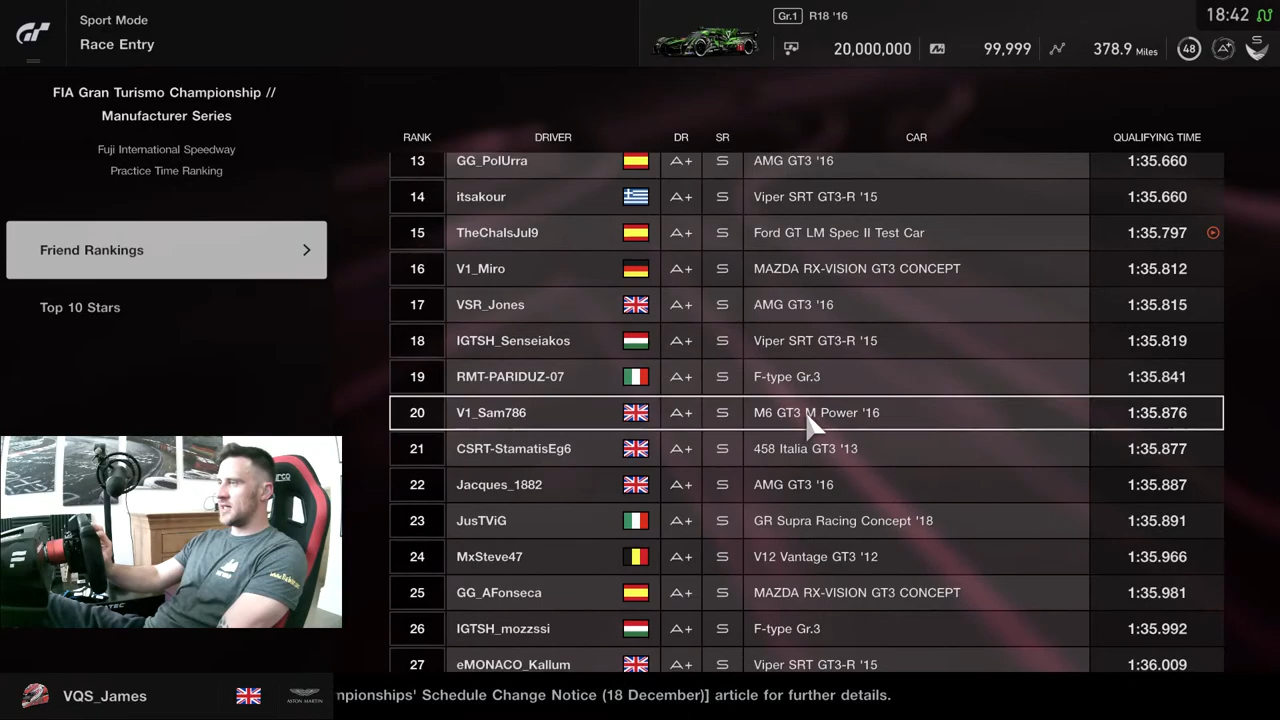 Sport Mode
Race Entry
Gr.1 R18 '16
20,000,000 99,999 378.9 Miles 48 A+ S
18:42
FIA Gran Turismo Championship //
Manufacturer Series
Fuji International Speedway
Practice Time Ranking
Friend Rankings
Top 10 Stars
RANK DRIVER DR SR CAR QUALIFYING TIME
13 GG_PolUrra A+ S AMG GT3 '16 1:35.660
14 itsakour A+ S Viper SRT GT3-R '15 1:35.660
15 TheChalsJul9 A+ S Ford GT LM Spec II Test Car 1:35.797
16 V1_Miro A+ S MAZDA RX-VISION GT3 CONCEPT 1:35.812
17 VSR_Jones A+ S AMG GT3 '16 1:35.815
18 IGTSH_Senseiakos A+ S Viper SRT GT3-R '15 1:35.819
19 RMT-PARIDUZ-07 A+ S F-type Gr.3 1:35.841
20 V1_Sam786 A+ S M6 GT3 M Power '16 1:35.876
21 CSRT-StamatisEg6 A+ S 458 Italia GT3 '13 1:35.877
22 Jacques_1882 A+ S AMG GT3 '16 1:35.887
23 JusTViG A+ S GR Supra Racing Concept '18 1:35.891
24 MxSteve47 A+ S V12 Vantage GT3 '12 1:35.966
25 GG_AFonseca A+ S MAZDA RX-VISION GT3 CONCEPT 1:35.981
26 IGTSH_mozzsi A+ S F-type Gr.3 1:35.992
27 eMONACO_Kallum A+ S Viper SRT GT3-R '15 1:36.009
VQS_James ASTON MARTIN
mpionships' Schedule Change Notice (18 December)] article for further details.